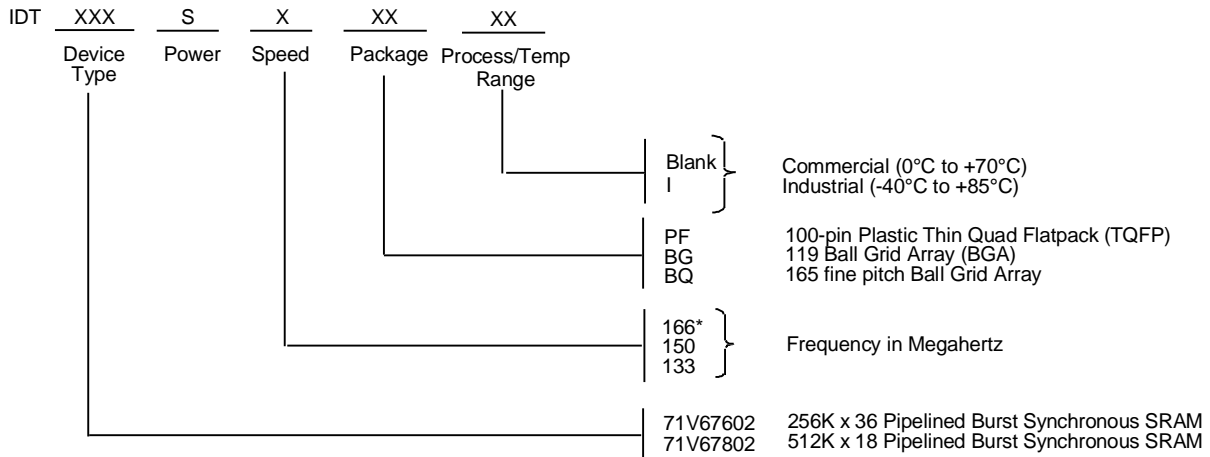 IDT XXX S X XX XX
Device Type Power Speed Package Process/Temp Range
Blank Commercial (0°C to +70°C)
I Industrial (-40°C to +85°C)
PF 100-pin Plastic Thin Quad Flatpack (TQFP)
BG 119 Ball Grid Array (BGA)
BQ 165 fine pitch Ball Grid Array
166*
150 Frequency in Megahertz
133
71V67602 256K x 36 Pipelined Burst Synchronous SRAM
71V67802 512K x 18 Pipelined Burst Synchronous SRAM